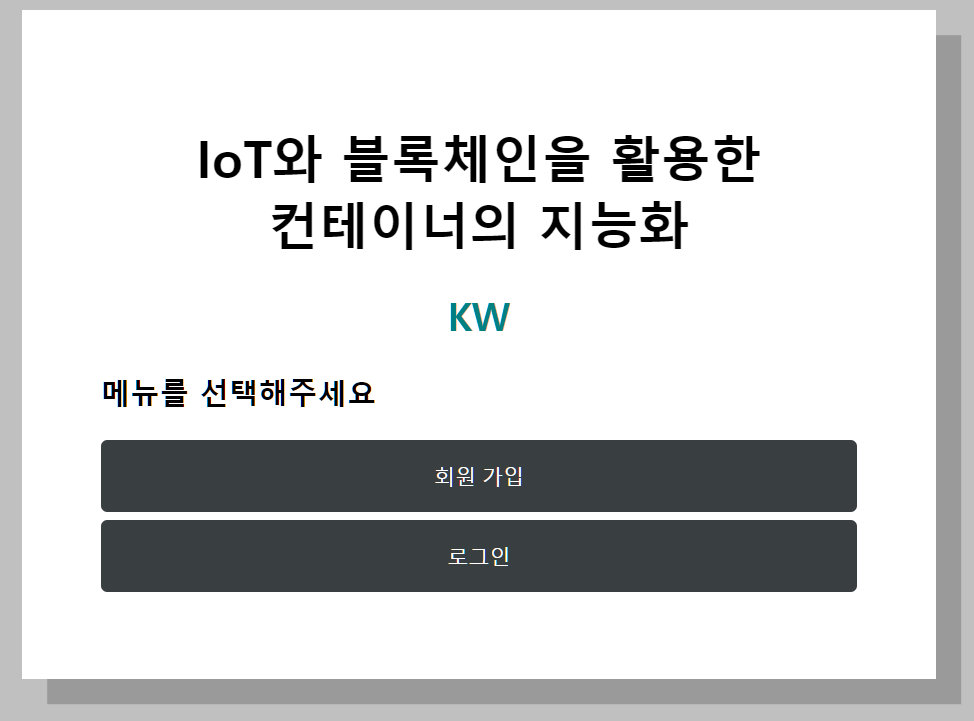 IoT와 블록체인을 활용한
컨테이너의 지능화
KW
메뉴를 선택해주세요
회원 가입
로그인